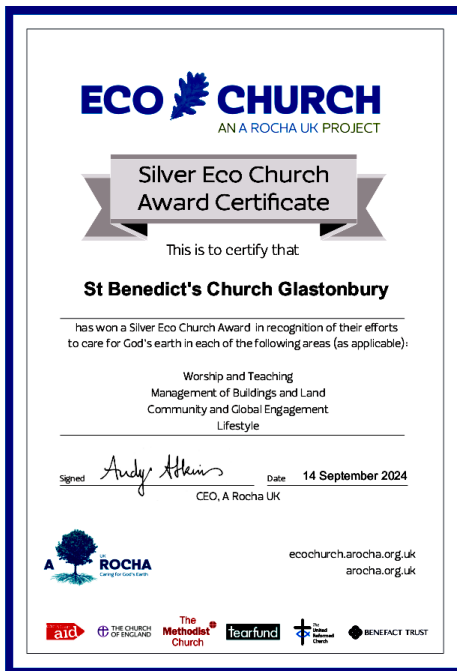 ECO CHURCH
AN A ROCHA UK PROJECT
Silver Eco Church
Award Certificate
This is to certify that
St Benedict's Church Glastonbury
has won a Silver Eco Church Award in recognition of their efforts
to care for God's earth in each of the following areas (as applicable):
Worship and Teaching
Management of Buildings and Land
Community and Global Engagement
Lifestyle
Signed Andy Atkins Date 14 September 2024
CEO, A Rocha UK
UK
A ROCHA
Caring for God's Earth
ecochurch.arocha.org.uk
arocha.org.uk
aid
THE CHURCH
OF ENGLAND
The
Methodist
Church
tearfund
The
United
Reformed
Church
BENEFACT TRUST